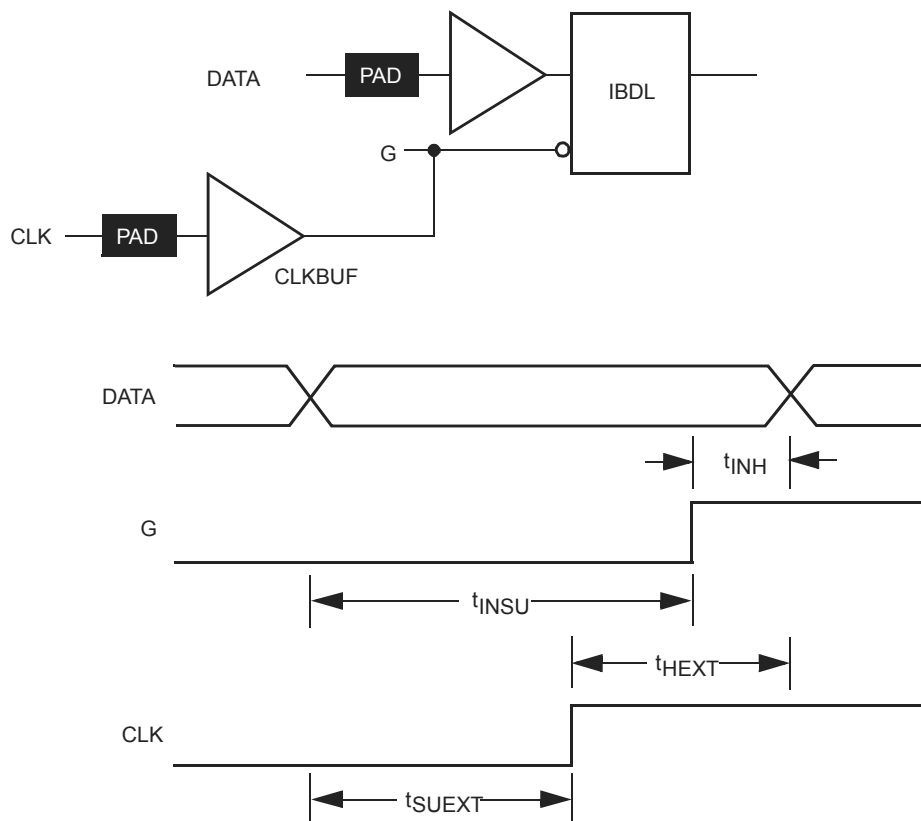 DATA
PAD
IBDL
G
CLK
PAD
CLKBUF
DATA
tINH
G
tINSU
tHEXT
CLK
tSUEXT